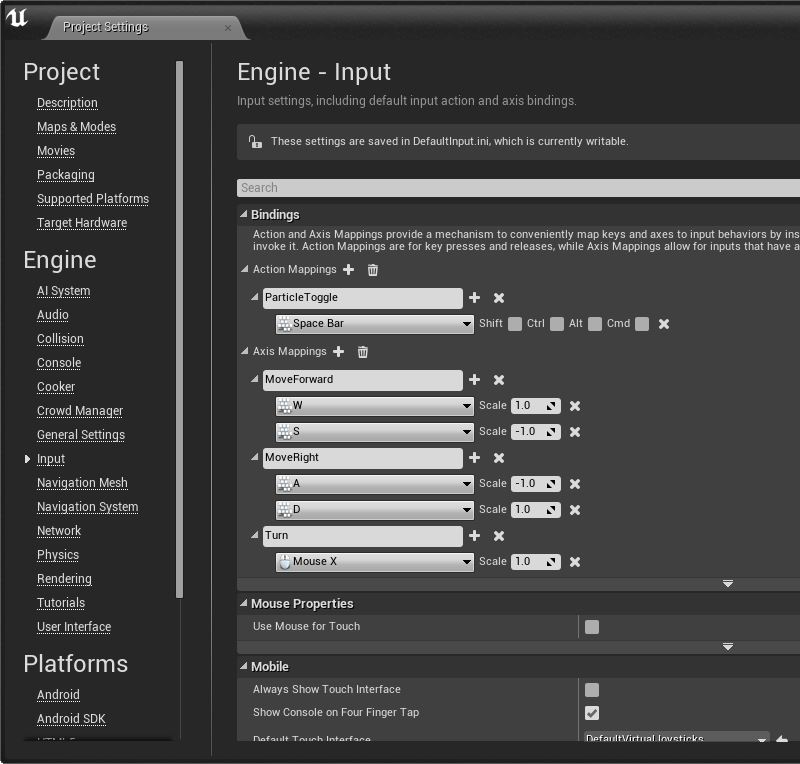 Project Settings
Project
Description
Maps & Modes
Movies
Packaging
Supported Platforms
Target Hardware
Engine
AI System
Audio
Collision
Console
Cooker
Crowd Manager
General Settings
Input
Navigation Mesh
Navigation System
Network
Physics
Rendering
Tutorials
User Interface
Platforms
Android
Android SDK
Engine - Input
Input settings, including default input action and axis bindings.
These settings are saved in DefaultInput.ini, which is currently writable.
Search
Bindings
Action and Axis Mappings provide a mechanism to conveniently map keys and axes to input behaviors by ins
invoke it. Action Mappings are for key presses and releases, while Axis Mappings allow for inputs that have a
Action Mappings
ParticleToggle
Space Bar Shift Ctrl Alt Cmd
Axis Mappings
MoveForward
W Scale 1.0
S Scale -1.0
MoveRight
A Scale -1.0
D Scale 1.0
Turn
Mouse X Scale 1.0
Mouse Properties
Use Mouse for Touch
Mobile
Always Show Touch Interface
Show Console on Four Finger Tap
Default Touch Interface DefaultVirtualJoysticks